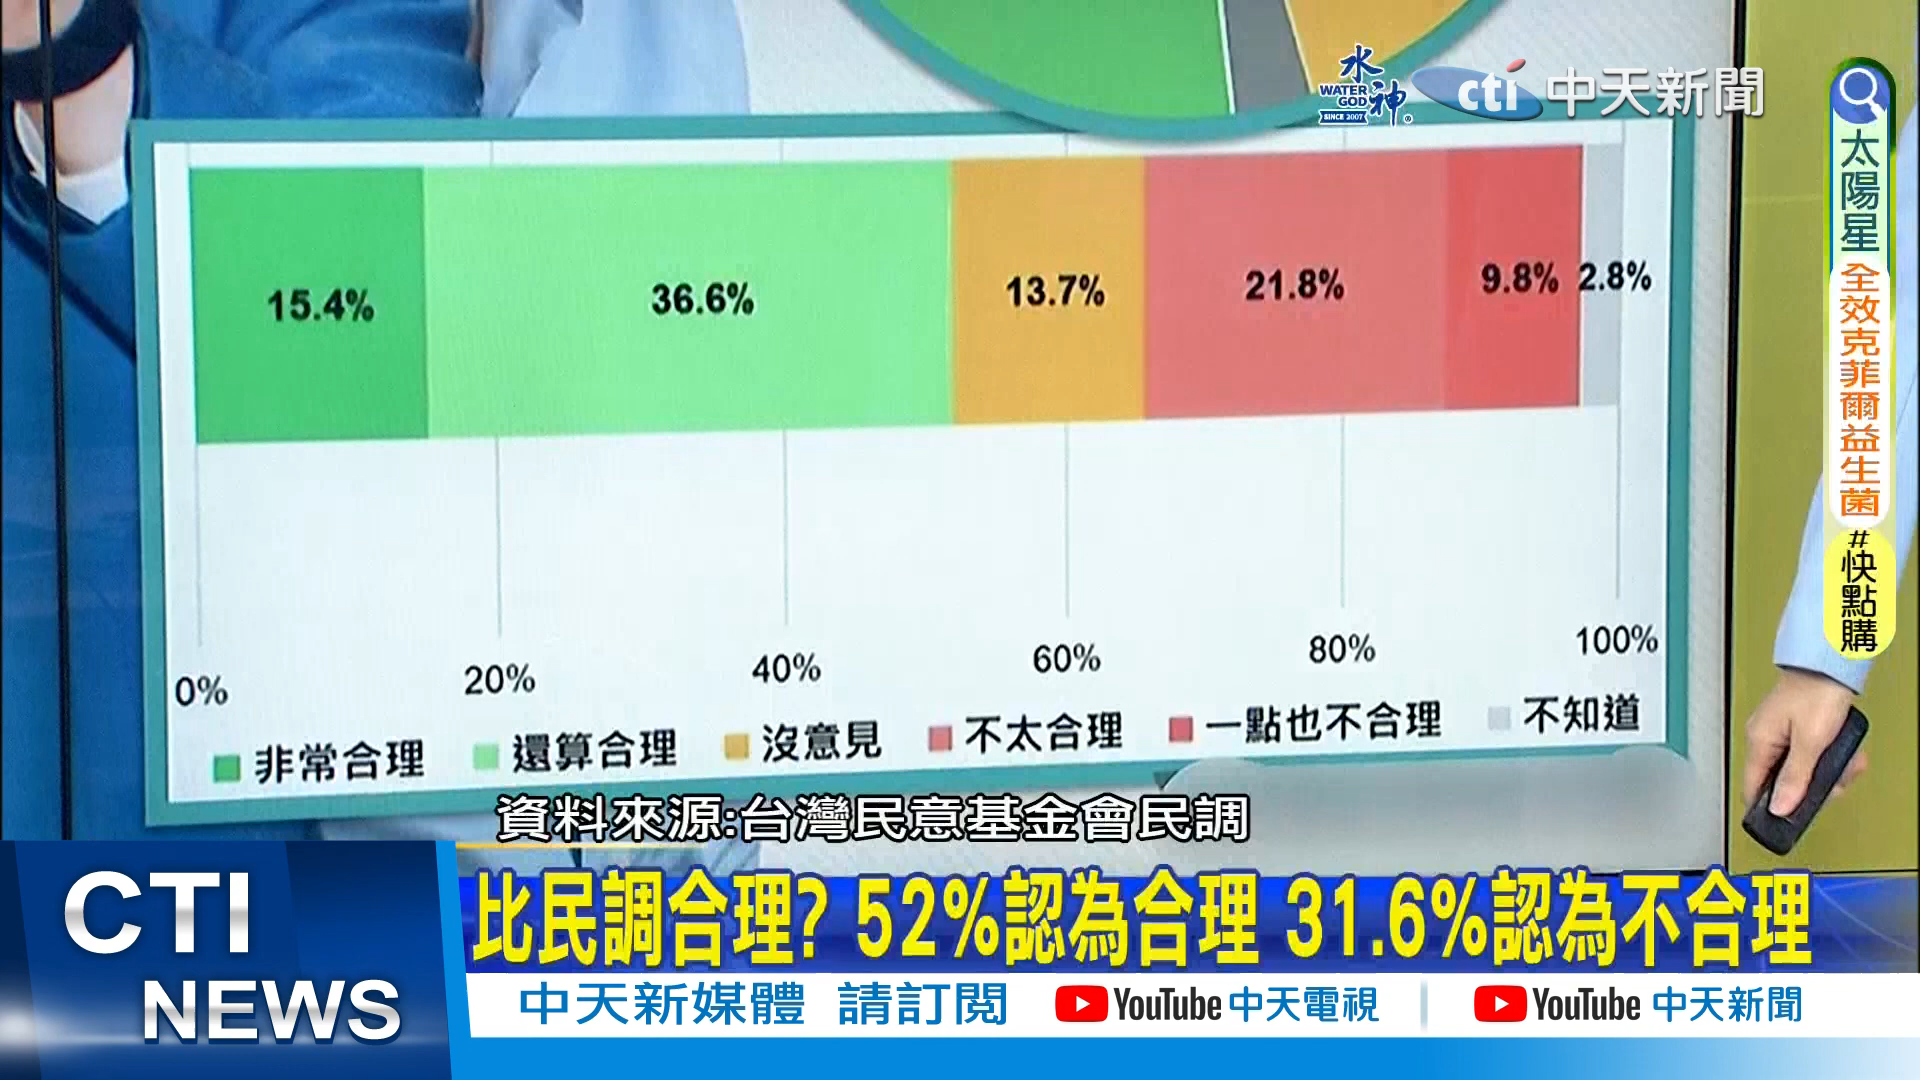 水神
WATER GOD
SINCE 2007
cti 中天新聞
太陽星
全效克菲爾益生菌
#快點購
15.4% 36.6% 13.7% 21.8% 9.8% 2.8%
0% 20% 40% 60% 80% 100%
非常合理 還算合理 沒意見 不太合理 一點也不合理 不知道
資料來源:台灣民意基金會民調
CTI NEWS
比民調合理? 52%認為合理 31.6%認為不合理
中天新媒體 請訂閱 YouTube 中天電視 YouTube 中天新聞